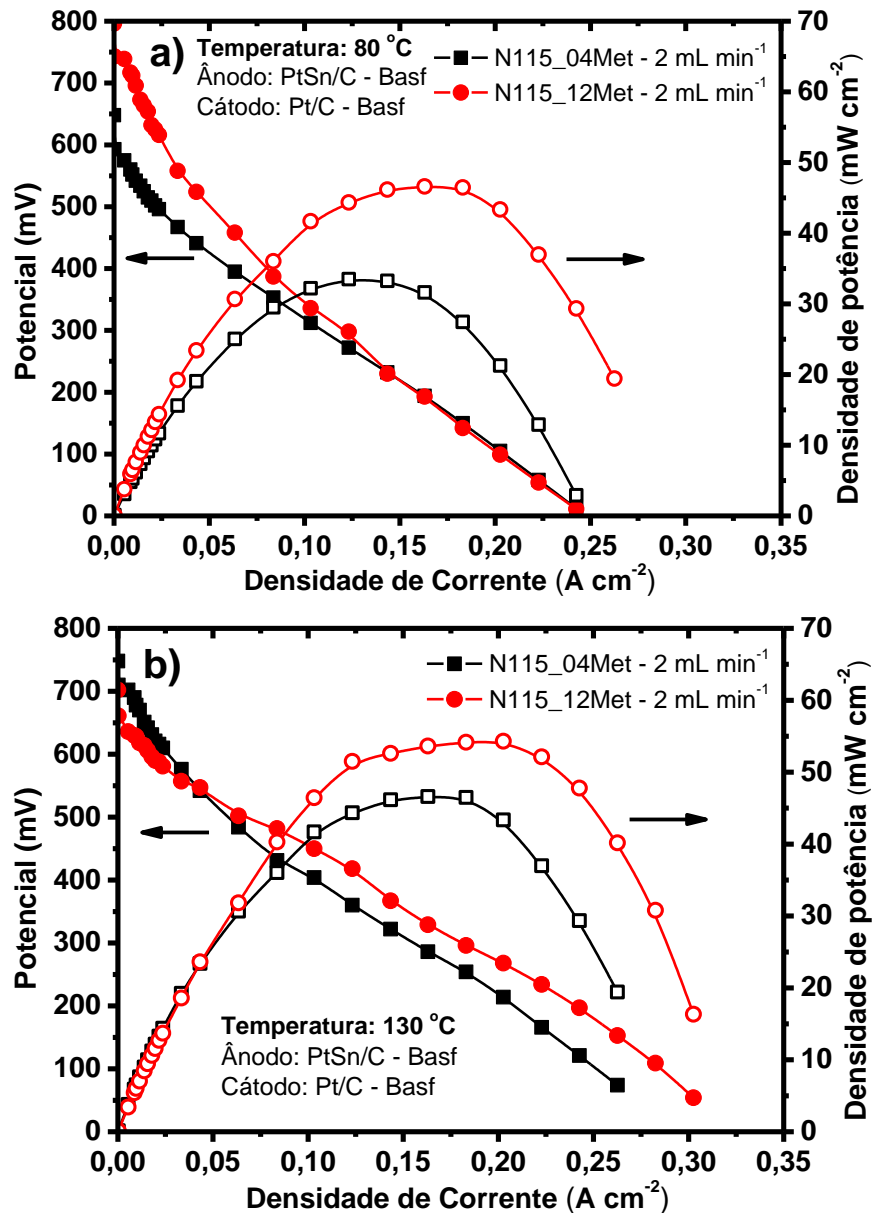 a)
Temperatura: 80 °C
Ânodo: PtSn/C - Basf
Cátodo: Pt/C - Basf
N115_04Met - 2 mL min⁻¹
N115_12Met - 2 mL min⁻¹
800
700
600
500
400
300
200
100
0
Potencial (mV)
70
60
50
40
30
20
10
0
Densidade de potência (mW cm⁻²)
0,00 0,05 0,10 0,15 0,20 0,25 0,30 0,35
Densidade de Corrente (A cm⁻²)
b)
N115_04Met - 2 mL min⁻¹
N115_12Met - 2 mL min⁻¹
Temperatura: 130 °C
Ânodo: PtSn/C - Basf
Cátodo: Pt/C - Basf
800
700
600
500
400
300
200
100
0
Potencial (mV)
70
60
50
40
30
20
10
0
Densidade de potência (mW cm⁻²)
0,00 0,05 0,10 0,15 0,20 0,25 0,30 0,35
Densidade de Corrente (A cm⁻²)